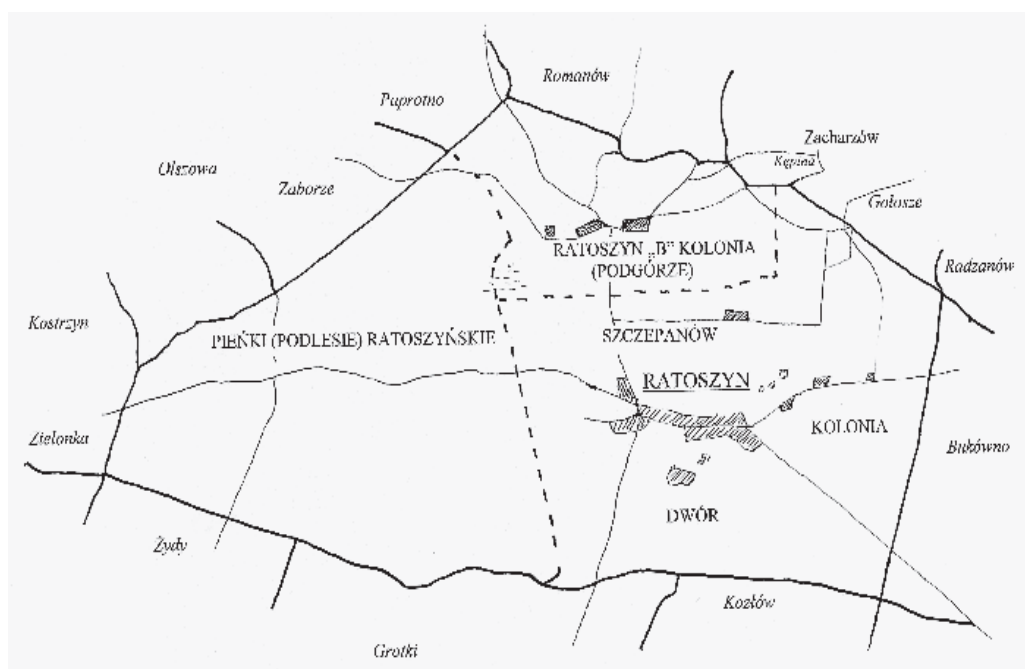 Romanów
Puprotno
Zacharzów
Kępina
Olszowa
Zaborze
Gołosze
RATOSZYN „B” KOLONIA
(PODGÓRZE)
Radzanów
Kostrzyn
PIEŃKI (PODLESIE) RATOSZYŃSKIE
SZCZEPANÓW
RATOSZYN
KOLONIA
Zielonka
Bukówno
DWÓR
Żydy
Kozłów
Grotki